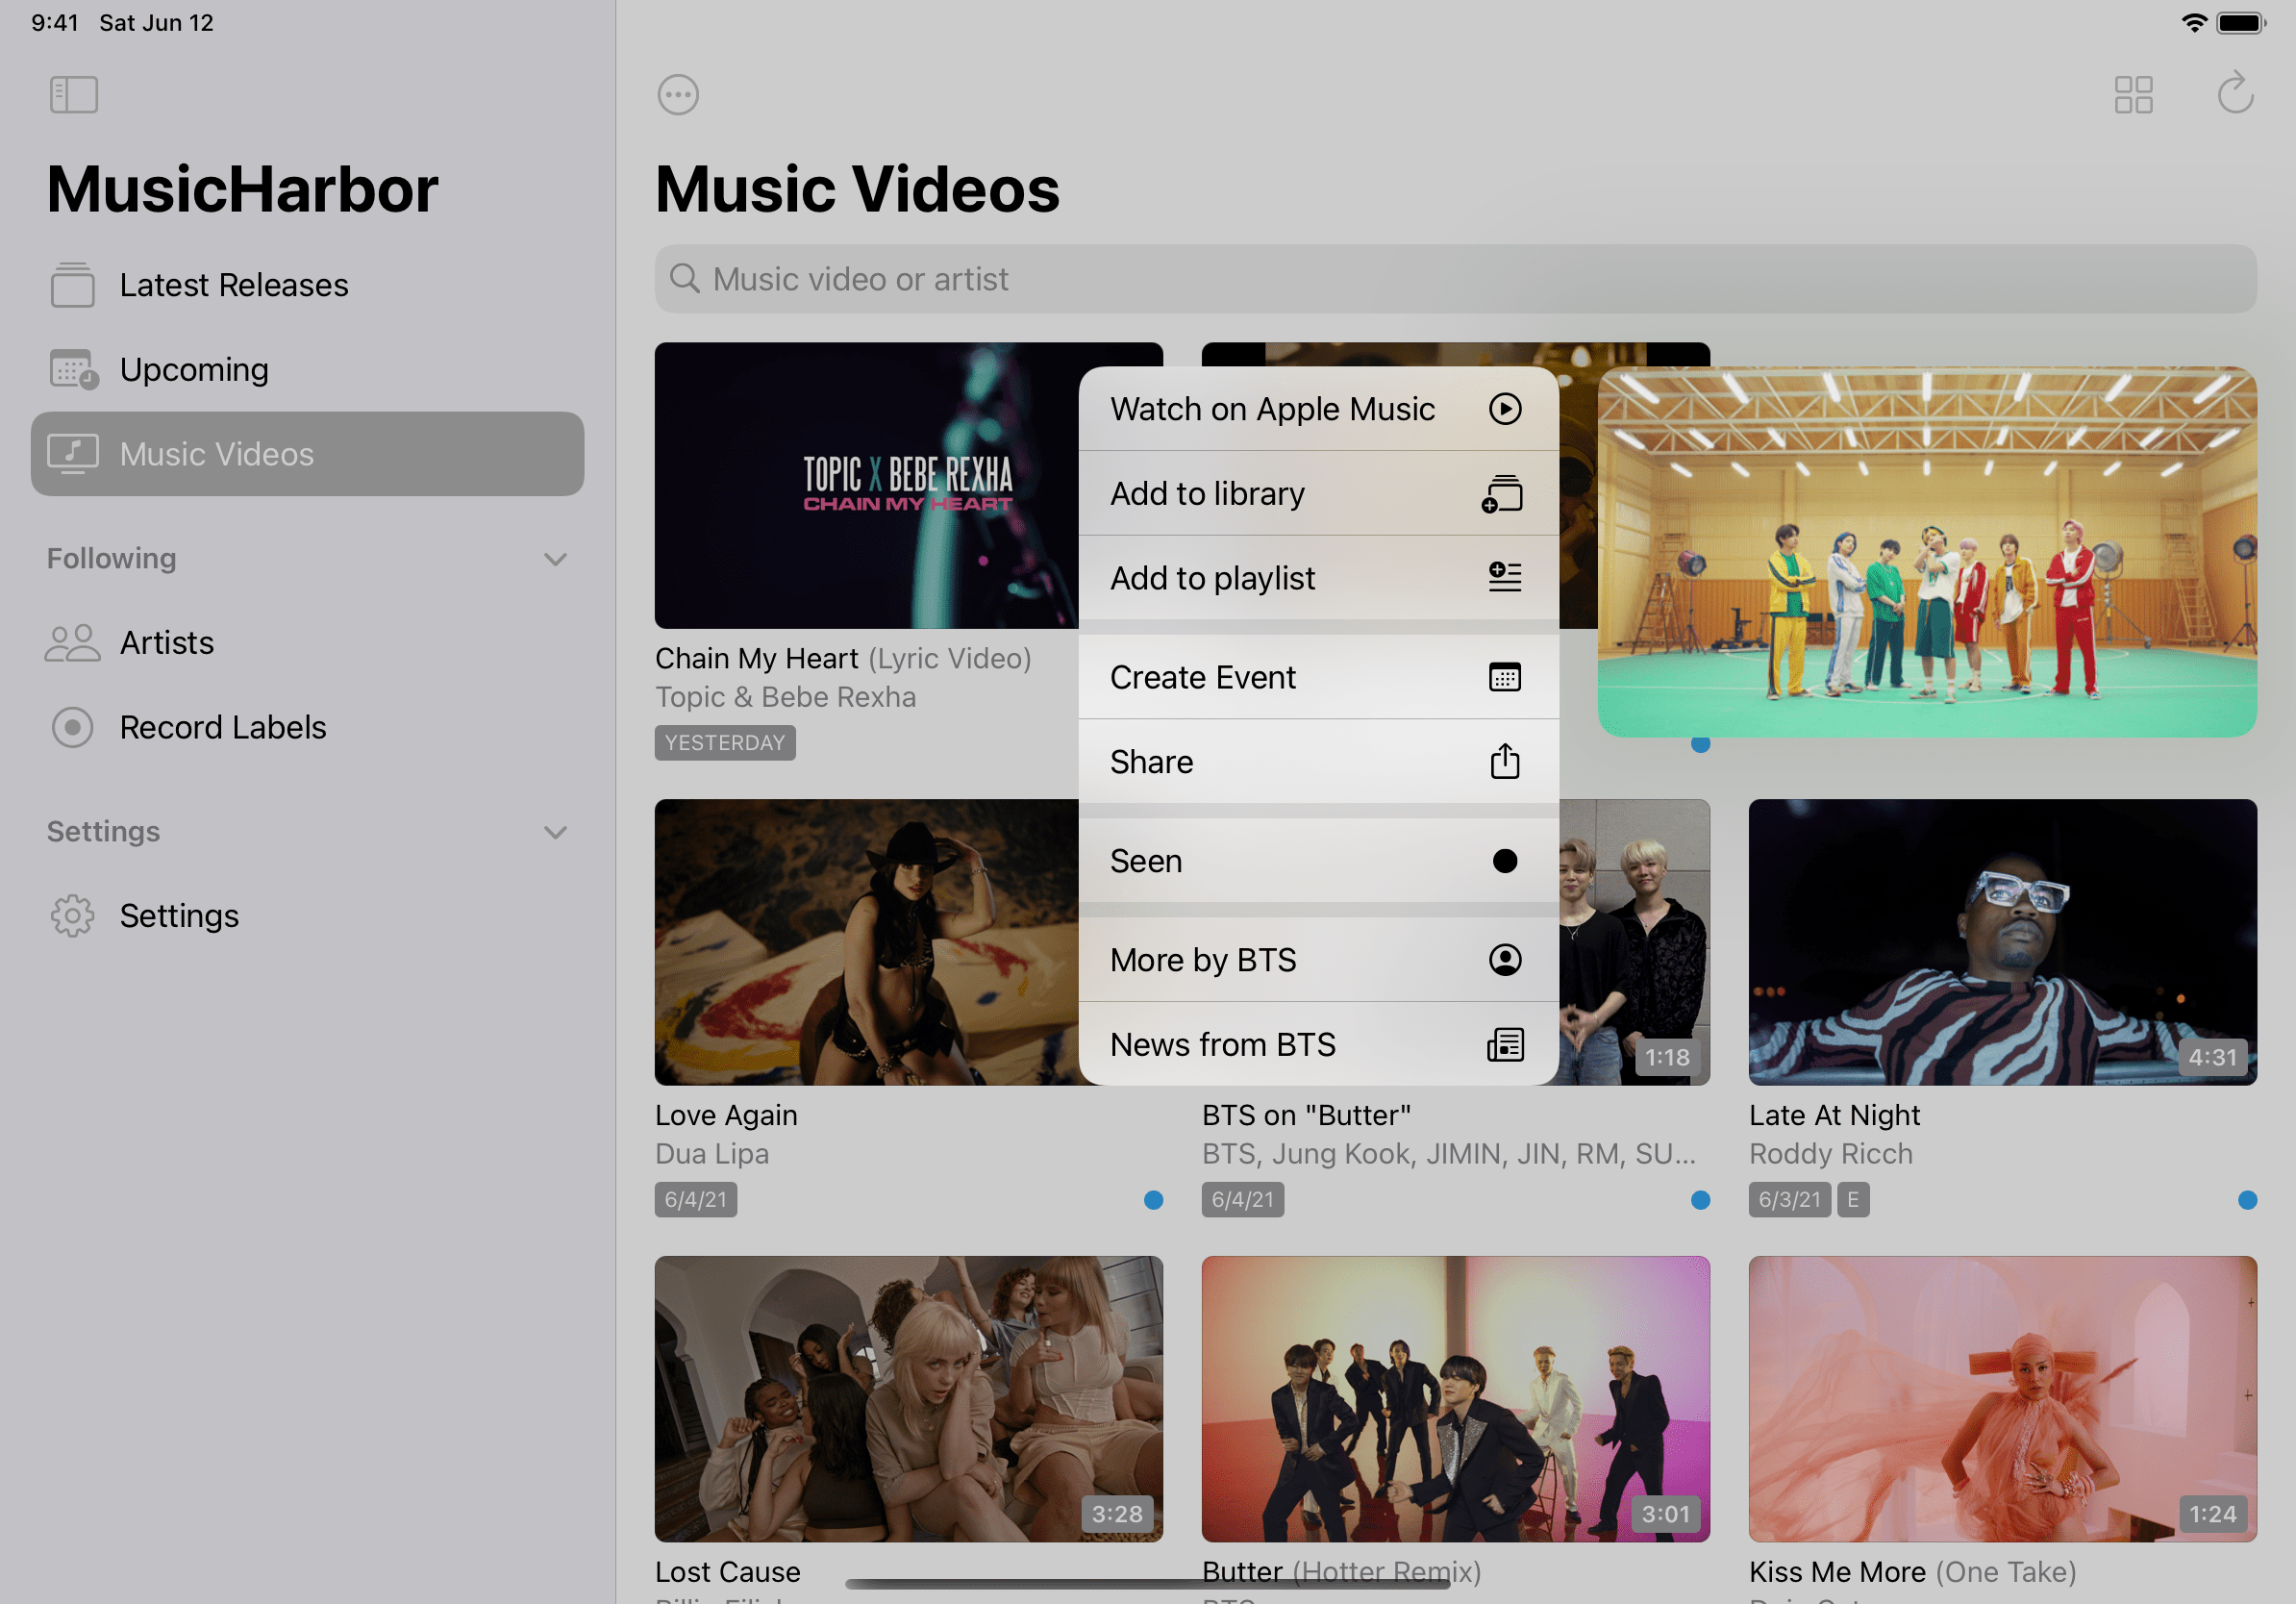 9:41 Sat Jun 12
MusicHarbor
Latest Releases
Upcoming
Music Videos
Following
Artists
Record Labels
Settings
Settings
Music Videos
Music video or artist
TOPIC X BEBE REXHA
CHAIN MY HEART
Chain My Heart (Lyric Video)
Topic & Bebe Rexha
YESTERDAY
Watch on Apple Music
Add to library
Add to playlist
Create Event
Share
Seen
More by BTS
News from BTS
Love Again
Dua Lipa
6/4/21
1:18
BTS on "Butter"
BTS, Jung Kook, JIMIN, JIN, RM, SU...
6/4/21
4:31
Late At Night
Roddy Ricch
6/3/21 E
3:28
Lost Cause
3:01
Butter (Hotter Remix)
BTS
1:24
Kiss Me More (One Take)